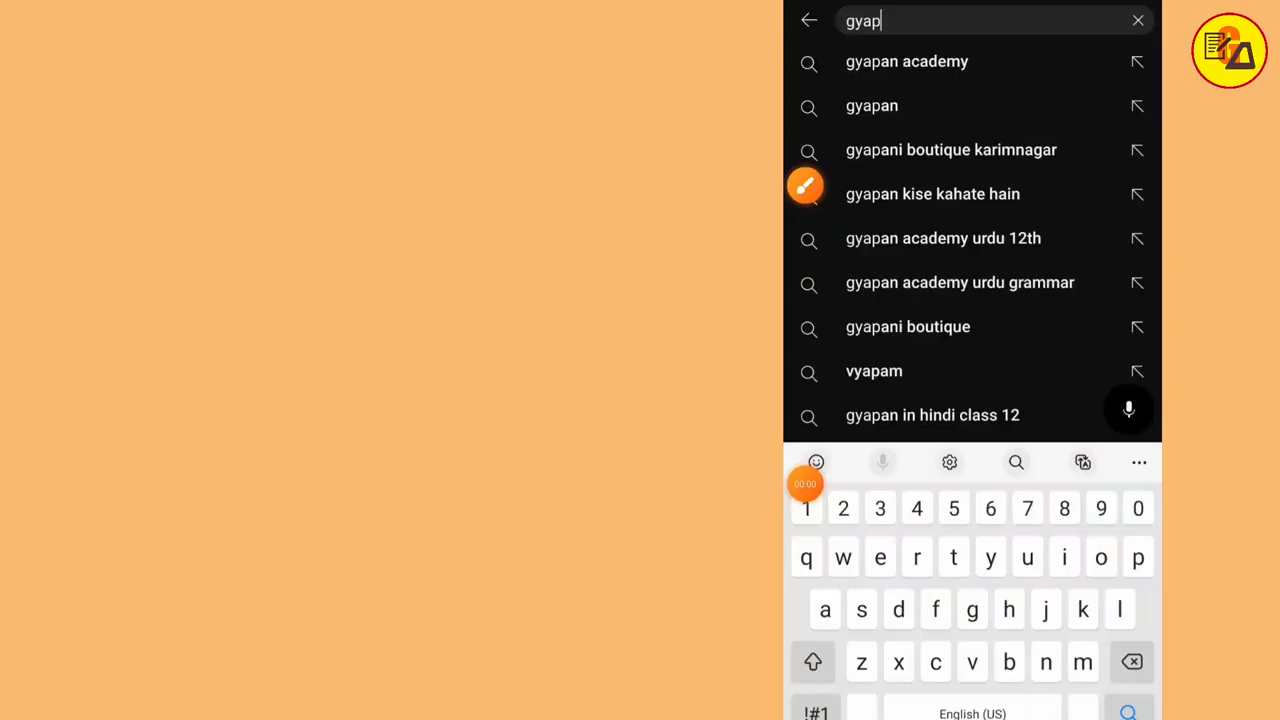 gyap
gyapan academy
gyapan
gyapani boutique karimnagar
gyapan kise kahate hain
gyapan academy urdu 12th
gyapan academy urdu grammar
gyapani boutique
vyapam
gyapan in hindi class 12
00:00
1 2 3 4 5 6 7 8 9 0
q w e r t y u i o p
a s d f g h j k l
z x c v b n m
!#1 English (US)